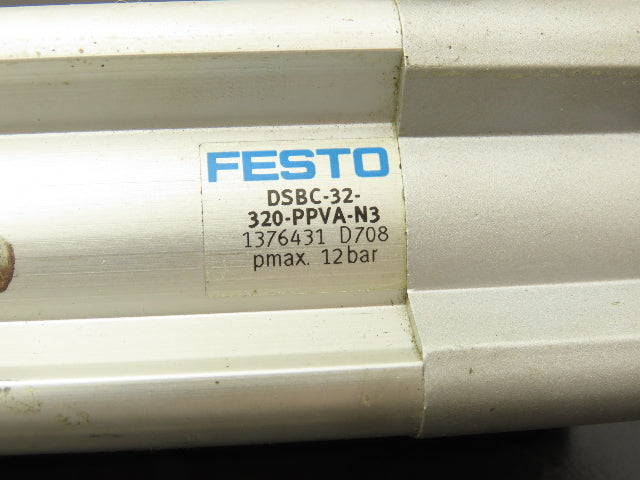 FESTO
DSBC-32-
320-PPVA-N3
1376431 D708
pmax. 12bar